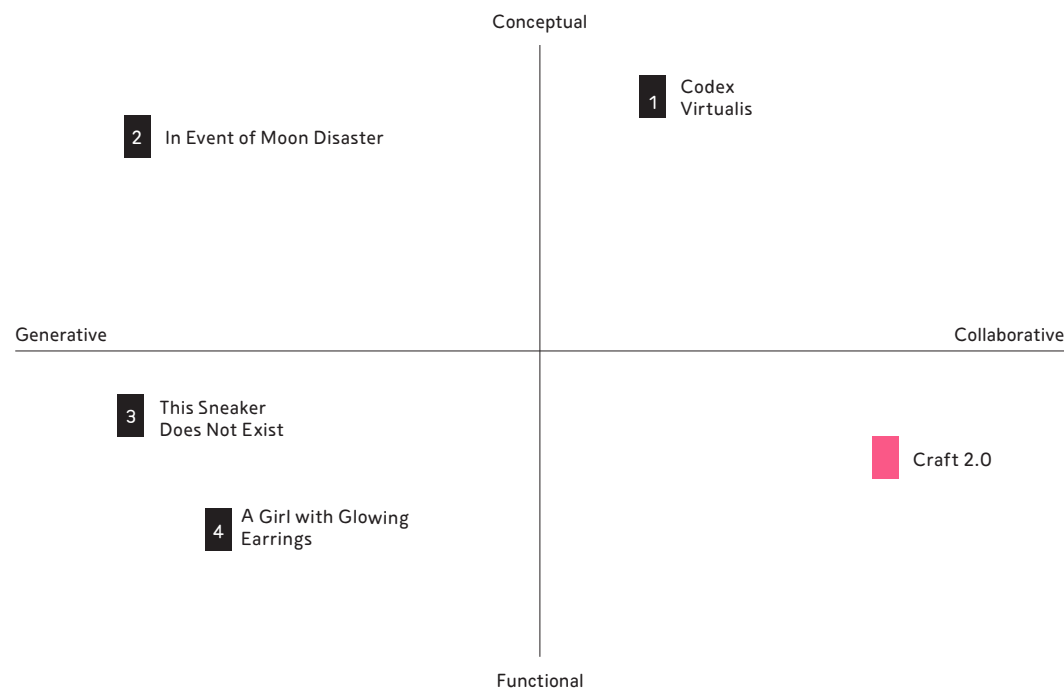 Conceptual
1
Codex
Virtualis
2
In Event of Moon Disaster
Generative
Collaborative
3
This Sneaker
Does Not Exist
Craft 2.0
4
A Girl with Glowing
Earrings
Functional